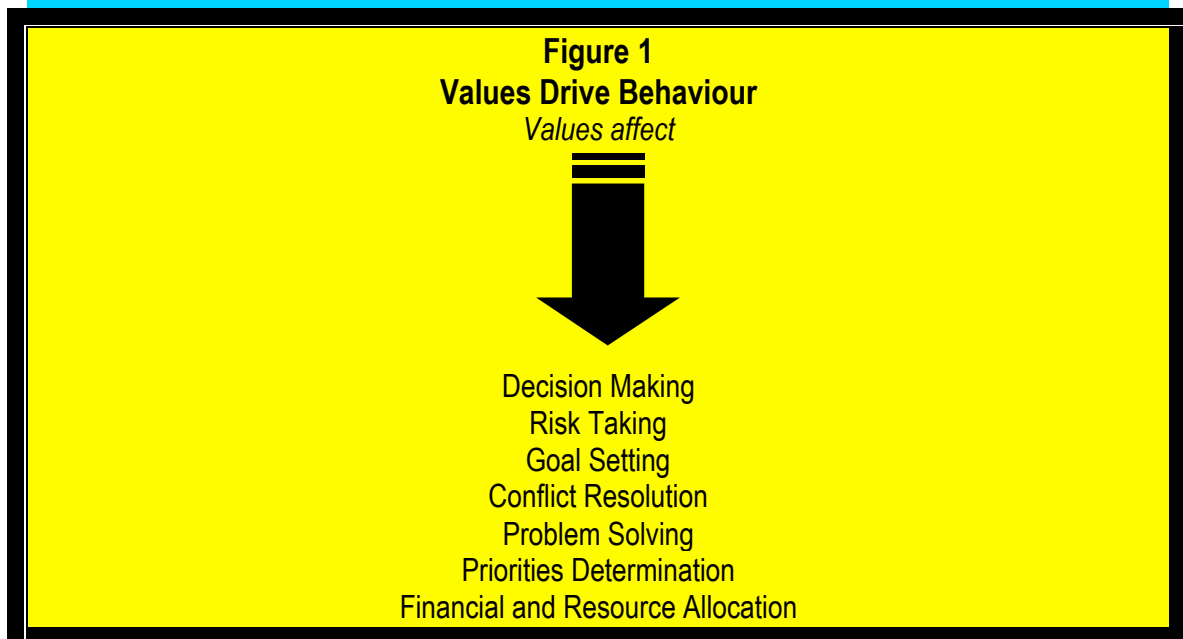 Figure 1
Values Drive Behaviour
Values affect
Decision Making
Risk Taking
Goal Setting
Conflict Resolution
Problem Solving
Priorities Determination
Financial and Resource Allocation